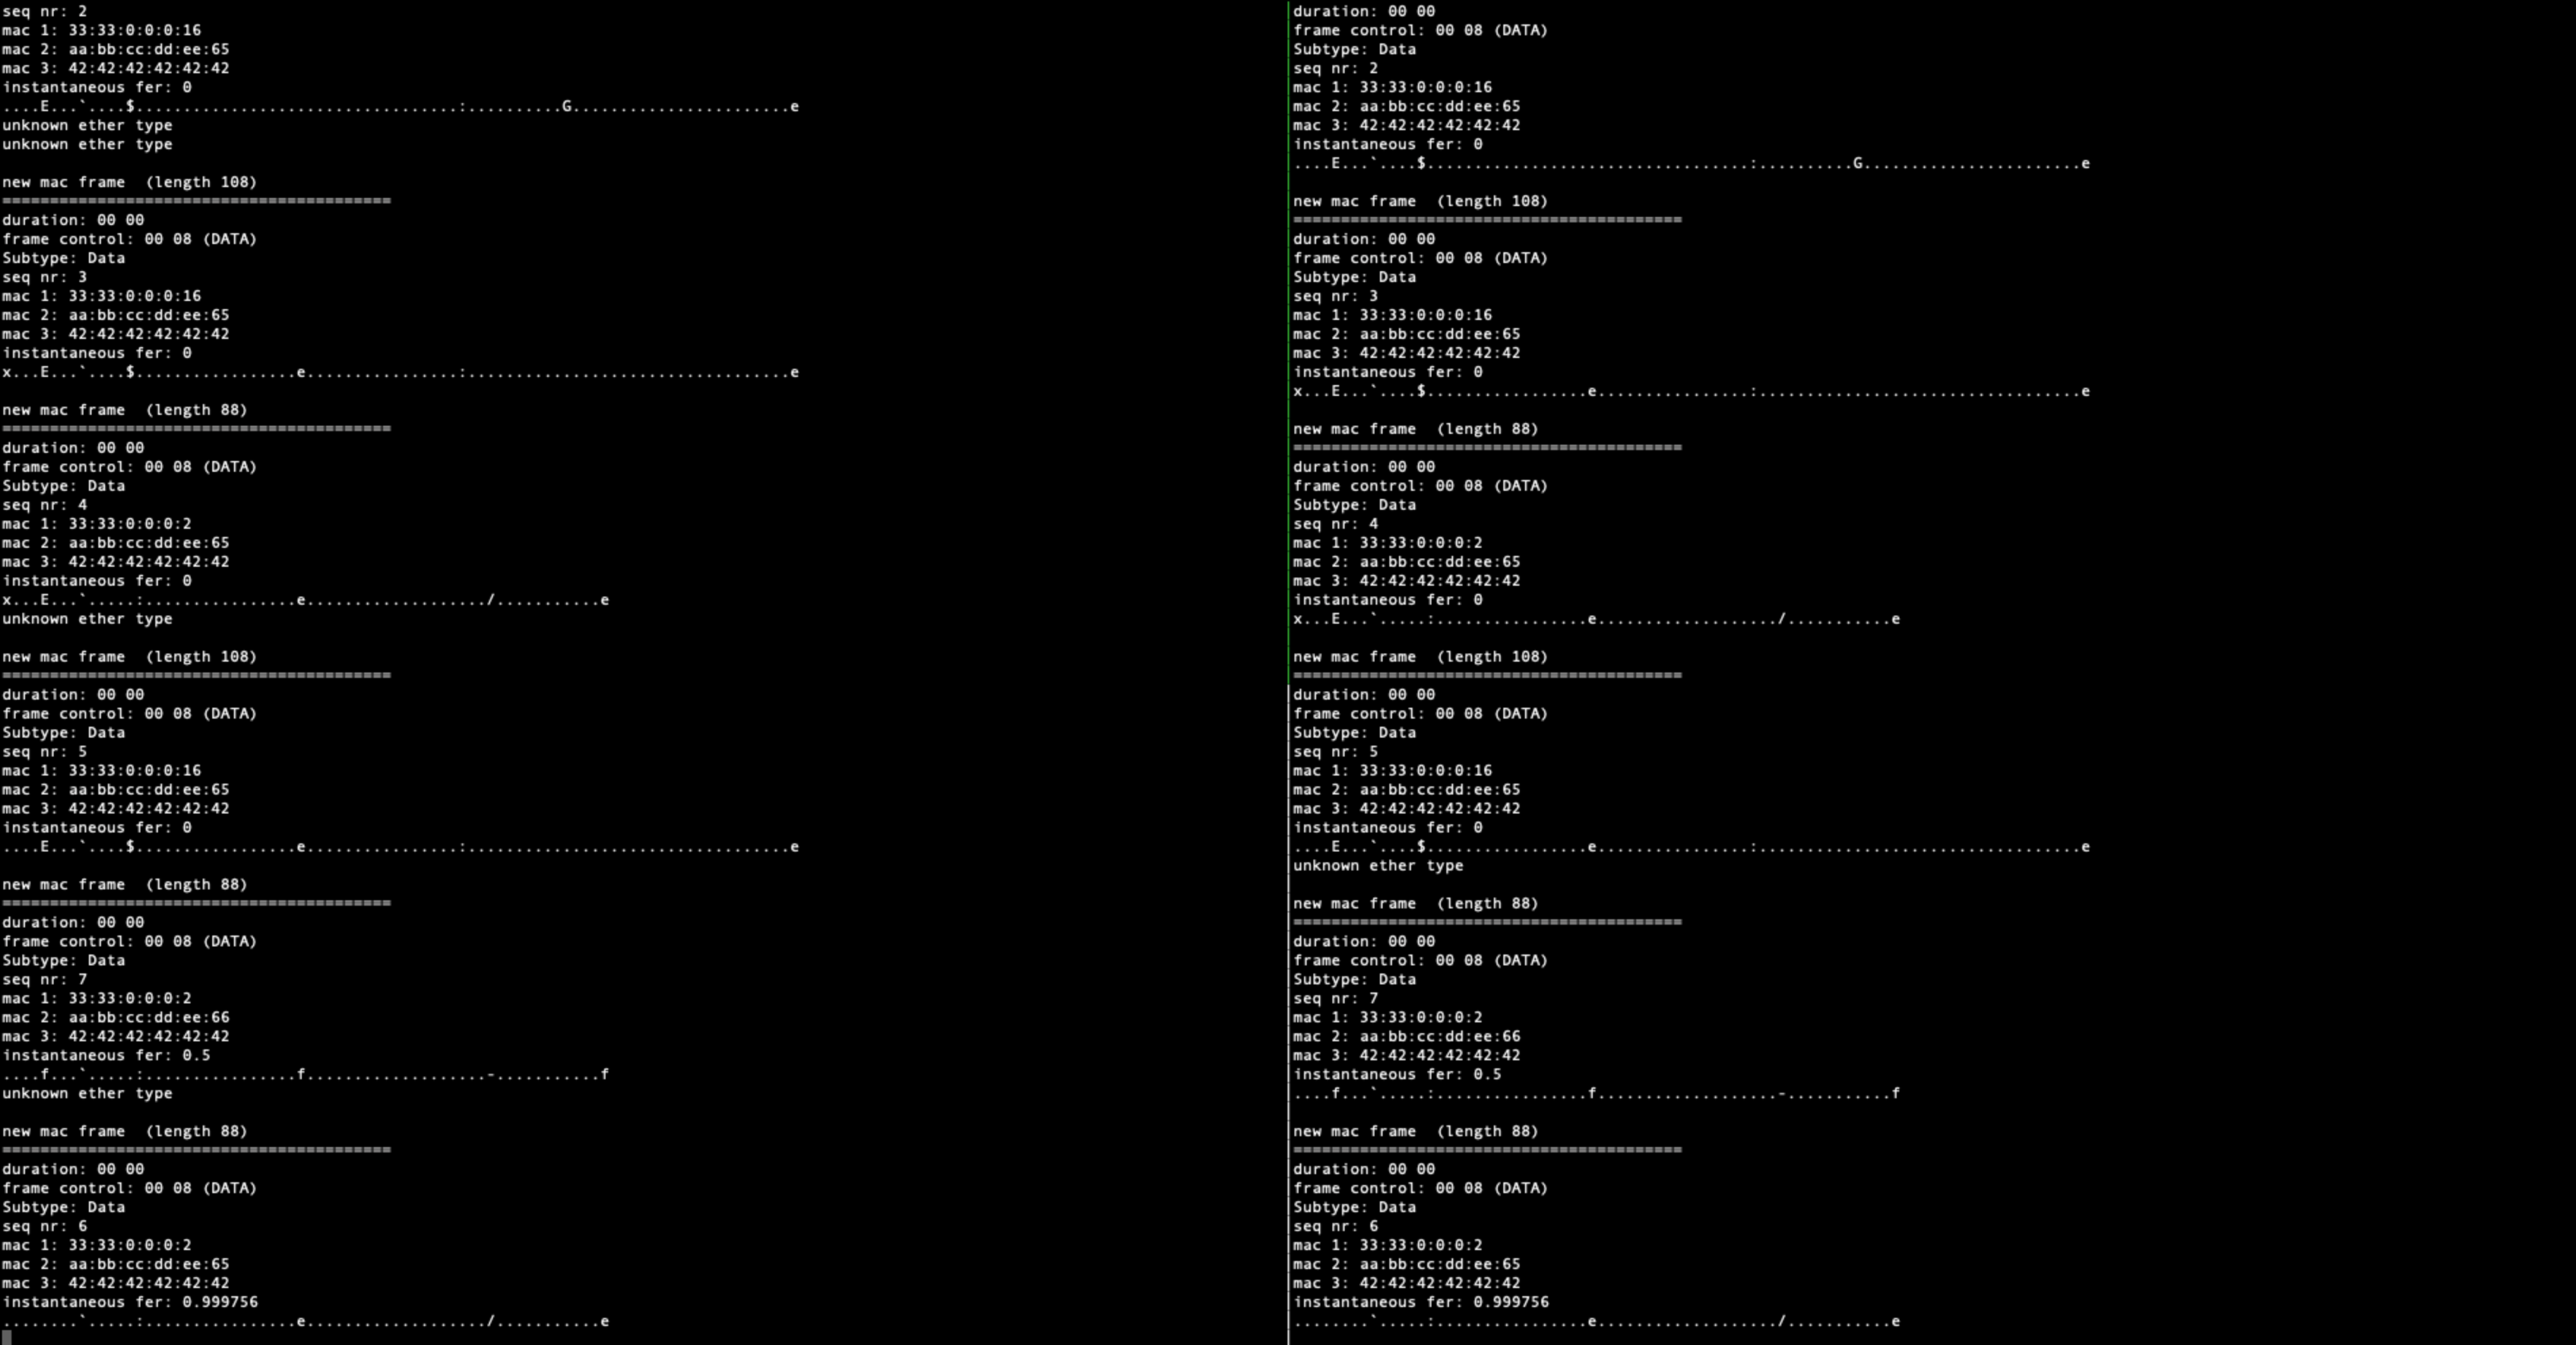 seq nr: 2
mac 1: 33:33:0:0:0:16
mac 2: aa:bb:cc:dd:ee:65
mac 3: 42:42:42:42:42:42
instantaneous fer: 0
....E...`....$..................................:..........G.......................e
unknown ether type
unknown ether type
new mac frame  (length 108)
=========================================
duration: 00 00
frame control: 00 08 (DATA)
Subtype: Data
seq nr: 3
mac 1: 33:33:0:0:0:16
mac 2: aa:bb:cc:dd:ee:65
mac 3: 42:42:42:42:42:42
instantaneous fer: 0
x...E...`....$.................e................:..................................e
new mac frame  (length 88)
=========================================
duration: 00 00
frame control: 00 08 (DATA)
Subtype: Data
seq nr: 4
mac 1: 33:33:0:0:0:2
mac 2: aa:bb:cc:dd:ee:65
mac 3: 42:42:42:42:42:42
instantaneous fer: 0
x...E...`.....:................e.................../...........e
unknown ether type
new mac frame  (length 108)
=========================================
duration: 00 00
frame control: 00 08 (DATA)
Subtype: Data
seq nr: 5
mac 1: 33:33:0:0:0:16
mac 2: aa:bb:cc:dd:ee:65
mac 3: 42:42:42:42:42:42
instantaneous fer: 0
....E...`....$.................e................:..................................e
new mac frame  (length 88)
=========================================
duration: 00 00
frame control: 00 08 (DATA)
Subtype: Data
seq nr: 7
mac 1: 33:33:0:0:0:2
mac 2: aa:bb:cc:dd:ee:66
mac 3: 42:42:42:42:42:42
instantaneous fer: 0.5
....f...`.....:................f...................-...........f
unknown ether type
new mac frame  (length 88)
=========================================
duration: 00 00
frame control: 00 08 (DATA)
Subtype: Data
seq nr: 6
mac 1: 33:33:0:0:0:2
mac 2: aa:bb:cc:dd:ee:65
mac 3: 42:42:42:42:42:42
instantaneous fer: 0.999756
........`.....:................e.................../...........e
duration: 00 00
frame control: 00 08 (DATA)
Subtype: Data
seq nr: 2
mac 1: 33:33:0:0:0:16
mac 2: aa:bb:cc:dd:ee:65
mac 3: 42:42:42:42:42:42
instantaneous fer: 0
....E...`....$..................................:..........G.......................e
new mac frame  (length 108)
=========================================
duration: 00 00
frame control: 00 08 (DATA)
Subtype: Data
seq nr: 3
mac 1: 33:33:0:0:0:16
mac 2: aa:bb:cc:dd:ee:65
mac 3: 42:42:42:42:42:42
instantaneous fer: 0
x...E...`....$.................e................:..................................e
new mac frame  (length 88)
=========================================
duration: 00 00
frame control: 00 08 (DATA)
Subtype: Data
seq nr: 4
mac 1: 33:33:0:0:0:2
mac 2: aa:bb:cc:dd:ee:65
mac 3: 42:42:42:42:42:42
instantaneous fer: 0
x...E...`.....:................e.................../...........e
new mac frame  (length 108)
=========================================
duration: 00 00
frame control: 00 08 (DATA)
Subtype: Data
seq nr: 5
mac 1: 33:33:0:0:0:16
mac 2: aa:bb:cc:dd:ee:65
mac 3: 42:42:42:42:42:42
instantaneous fer: 0
....E...`....$.................e................:..................................e
unknown ether type
new mac frame  (length 88)
=========================================
duration: 00 00
frame control: 00 08 (DATA)
Subtype: Data
seq nr: 7
mac 1: 33:33:0:0:0:2
mac 2: aa:bb:cc:dd:ee:66
mac 3: 42:42:42:42:42:42
instantaneous fer: 0.5
....f...`.....:................f...................-...........f
new mac frame  (length 88)
=========================================
duration: 00 00
frame control: 00 08 (DATA)
Subtype: Data
seq nr: 6
mac 1: 33:33:0:0:0:2
mac 2: aa:bb:cc:dd:ee:65
mac 3: 42:42:42:42:42:42
instantaneous fer: 0.999756
........`.....:................e.................../...........e